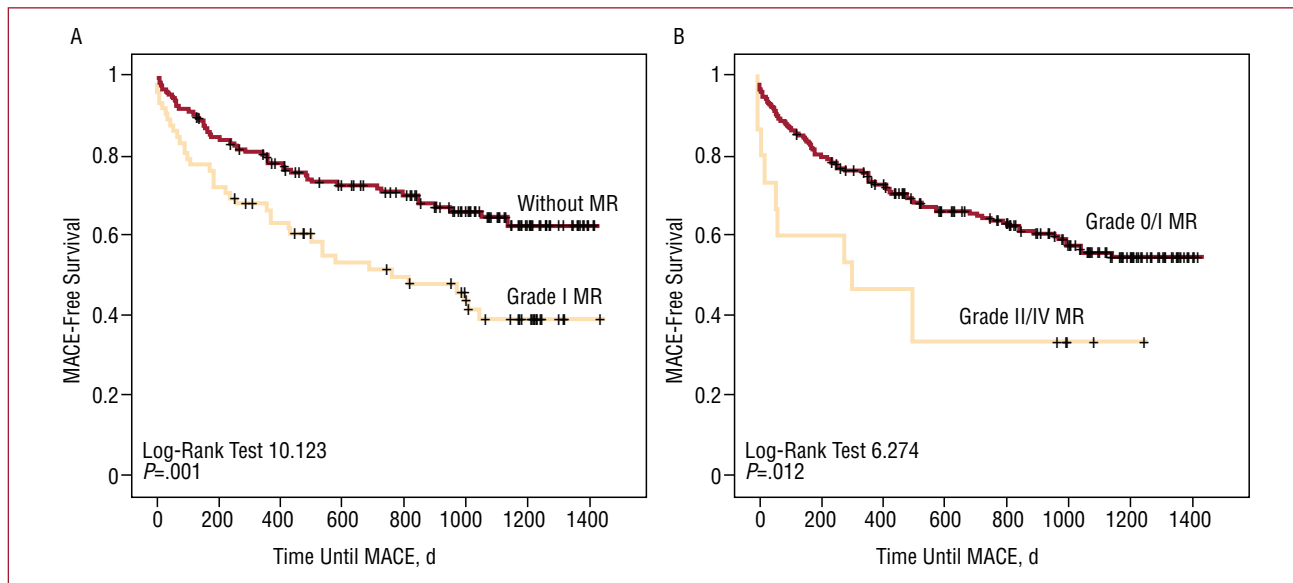 A
MACE-Free Survival
1
0.8
0.6
0.4
0.2
0
Without MR
Grade I MR
Log-Rank Test 10.123
P=.001
0 200 400 600 800 1000 1200 1400
Time Until MACE, d
B
MACE-Free Survival
1
0.8
0.6
0.4
0.2
0
Grade 0/I MR
Grade II/IV MR
Log-Rank Test 6.274
P=.012
0 200 400 600 800 1000 1200 1400
Time Until MACE, d